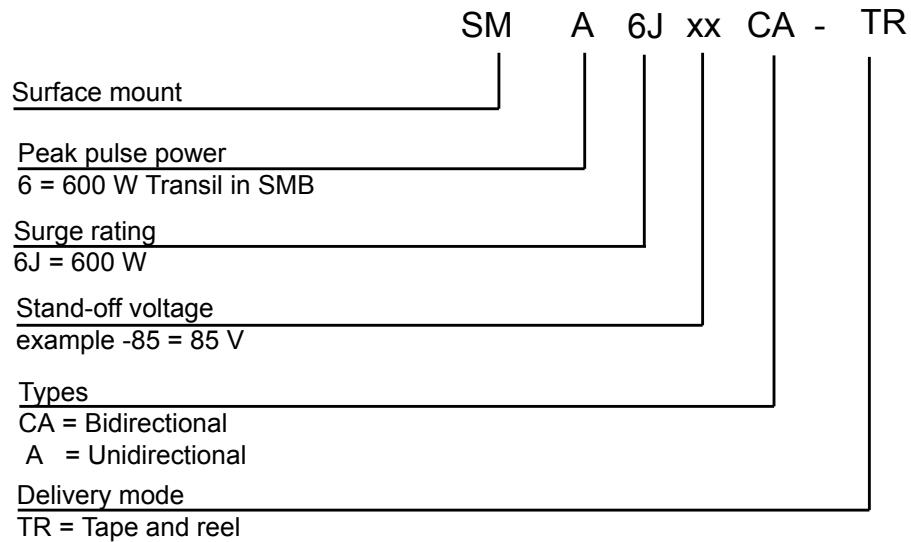 SM A 6J xx CA - TR
Surface mount
Peak pulse power
6 = 600 W Transil in SMB
Surge rating
6J = 600 W
Stand-off voltage
example -85 = 85 V
Types
CA = Bidirectional
A = Unidirectional
Delivery mode
TR = Tape and reel